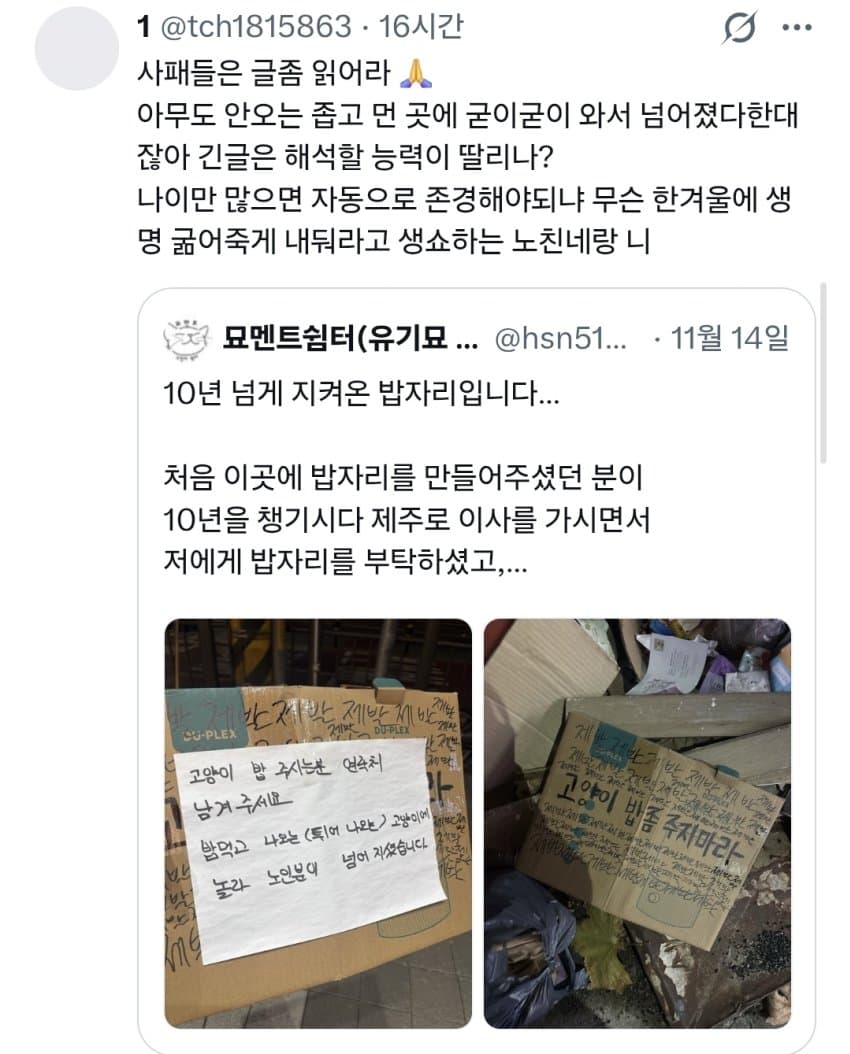 1 @tch1815863 · 16시간
사패들은 글좀 읽어라 🙏
아무도 안오는 좁고 먼 곳에 굳이굳이 와서 넘어졌다한대
잖아 긴글은 해석할 능력이 딸리나?
나이만 많으면 자동으로 존경해야되냐 무슨 한겨울에 생
명 굶어죽게 내둬라고 생쇼하는 노친네랑 니
묘멘트쉼터(유기묘 ... @hsn51... · 11월 14일
10년 넘게 지켜온 밥자리입니다...
처음 이곳에 밥자리를 만들어주셨던 분이
10년을 챙기시다 제주로 이사를 가시면서
저에게 밥자리를 부탁하셨고,...
제발 제발 제발 제발
DU-PLEX
DU-PLEX
고양이 밥 주시는분 연락처
남겨 주세요
밥먹고 나오는 (튀어 나오는) 고양이에
놀라 노인분이 넘어 지셨습니다
제발 제발 제발 제발
고양이 밥 좀 주지마라